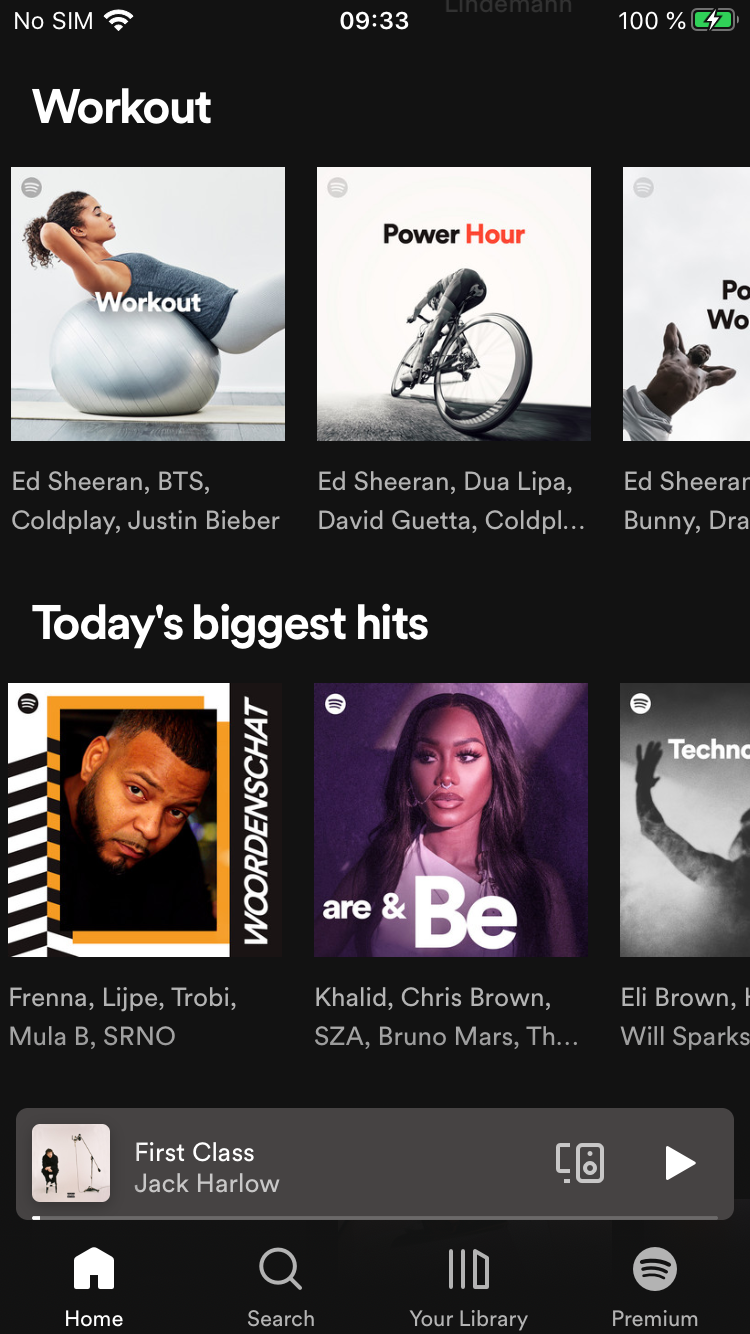 Lindemann
No SIM 09:33 100 %
Workout
Workout
Power Hour
Po
Wo
Ed Sheeran, BTS,
Coldplay, Justin Bieber
Ed Sheeran, Dua Lipa,
David Guetta, Coldpl...
Ed Sheeran
Bunny, Dra
Today's biggest hits
WOORDENSCHAT
are & Be
Techno
Frenna, Lijpe, Trobi,
Mula B, SRNO
Khalid, Chris Brown,
SZA, Bruno Mars, Th...
Eli Brown, H
Will Sparks
First Class
Jack Harlow
Home Search Your Library Premium